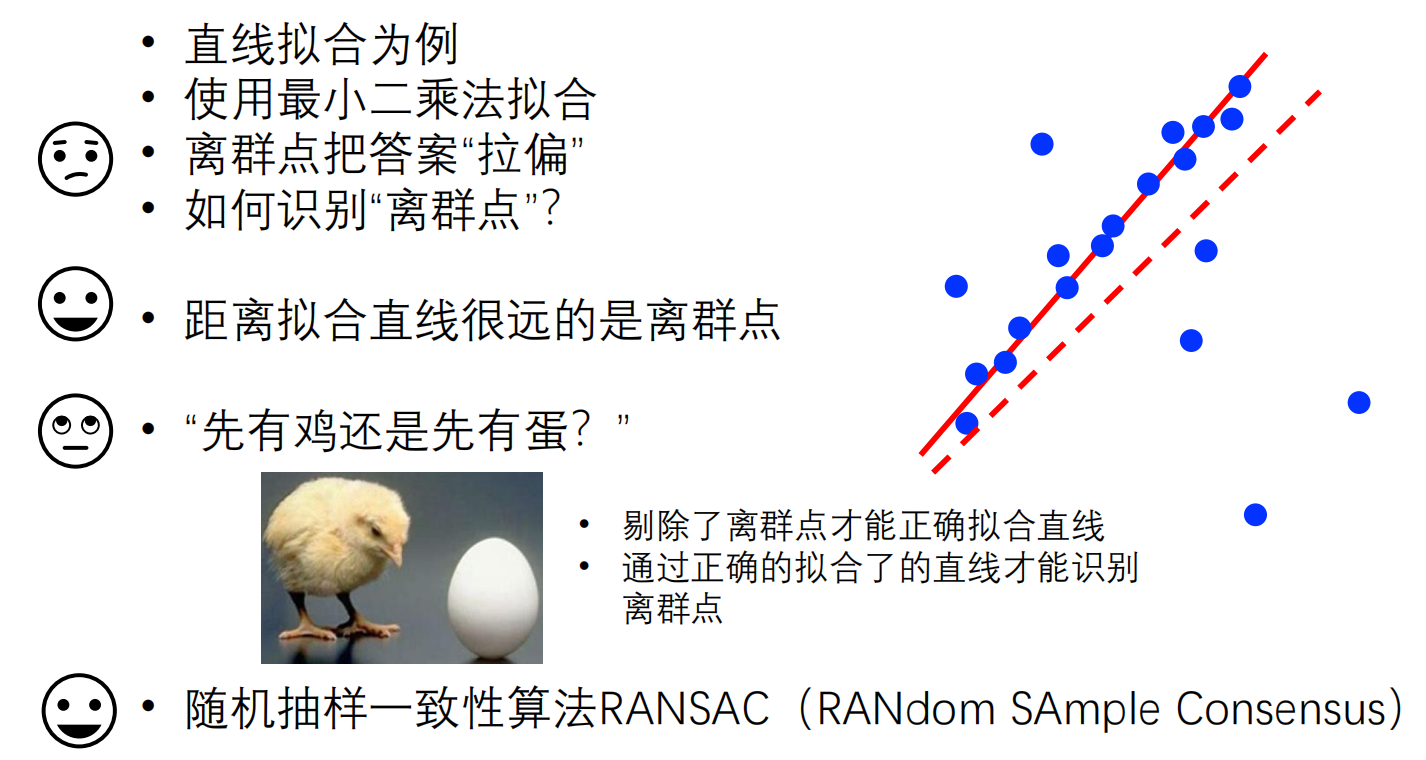 直线拟合为例
使用最小二乘法拟合
离群点把答案“拉偏”
如何识别“离群点”？
距离拟合直线很远的是离群点
“先有鸡还是先有蛋？”
剔除了离群点才能正确拟合直线
通过正确的拟合了的直线才能识别
离群点
随机抽样一致性算法RANSAC（RANdom SAmple Consensus）